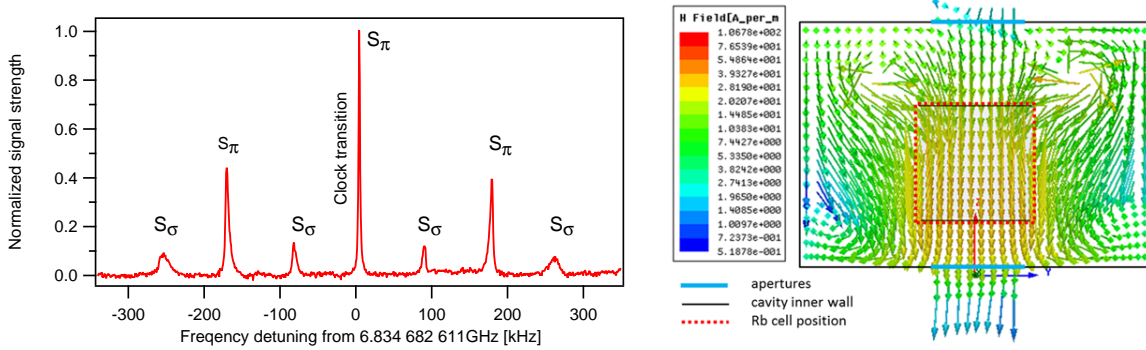 Normalized signal strength
1.0
0.8
0.6
0.4
0.2
0.0
Sσ
Sπ
Sσ
Clock transition
Sπ
Sσ
Sπ
Sσ
-300
-200
-100
0
100
200
300
Freqency detuning from 6.834 682 611GHz [kHz]
H Field[A_per_m
1.0678e+002
7.6539e+001
5.4864e+001
3.9327e+001
2.8190e+001
2.0207e+001
1.4485e+001
1.0383e+001
7.4427e+000
5.3350e+000
3.8242e+000
2.7413e+000
1.9650e+000
1.4085e+000
1.0097e+000
7.2373e-001
5.1878e-001
Y
apertures
cavity inner wall
Rb cell position